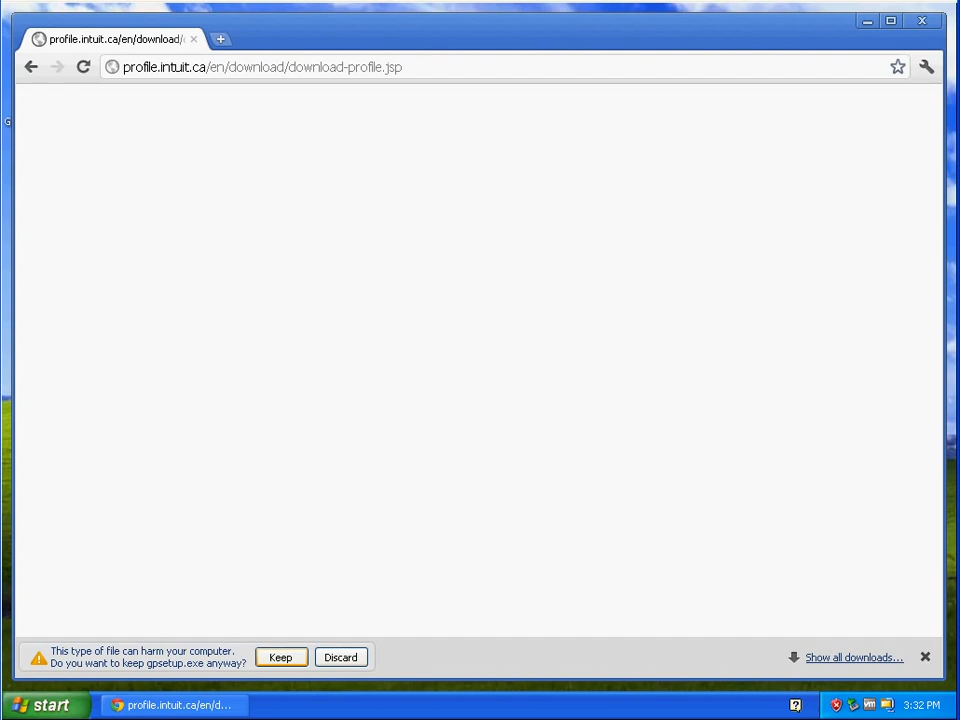 profile.intuit.ca/en/download/
profile.intuit.ca/en/download/download-profile.jsp
G
This type of file can harm your computer.
Do you want to keep gpsetup.exe anyway?
Keep
Discard
Show all downloads...
start
profile.intuit.ca/en/d...
3:32 PM